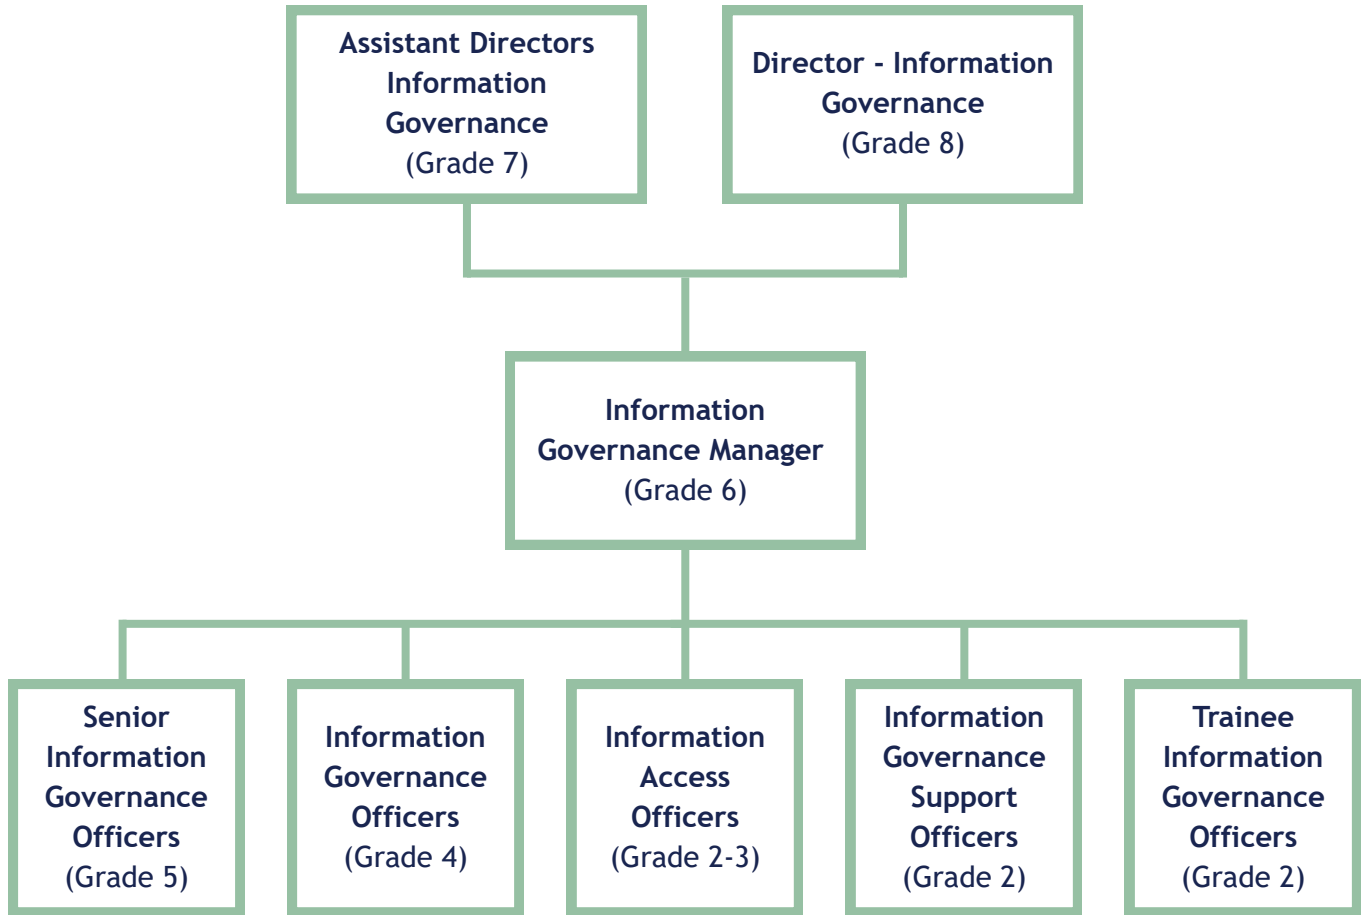 Assistant Directors
Information
Governance
(Grade 7)
Director - Information
Governance
(Grade 8)
Information
Governance Manager
(Grade 6)
Senior
Information
Governance
Officers
(Grade 5)
Information
Governance
Officers
(Grade 4)
Information
Access
Officers
(Grade 2-3)
Information
Governance
Support
Officers
(Grade 2)
Trainee
Information
Governance
Officers
(Grade 2)